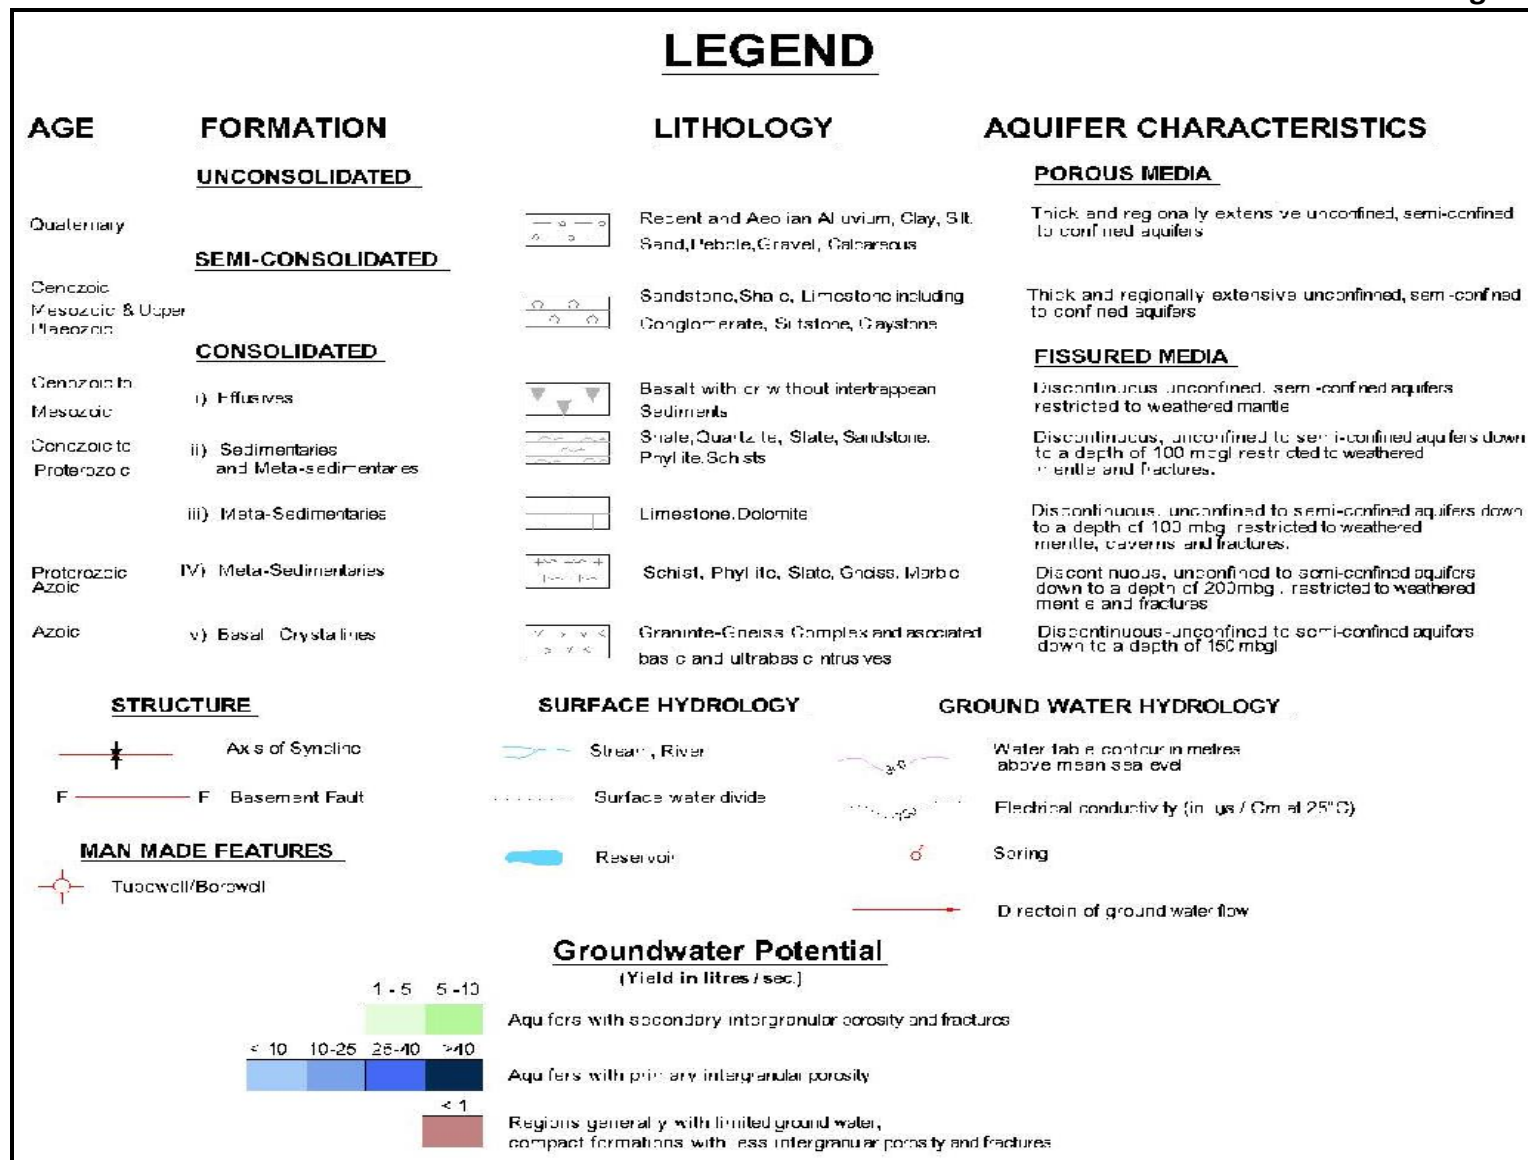 LEGEND
AGE FORMATION LITHOLOGY AQUIFER CHARACTERISTICS
UNCONSOLIDATED POROUS MEDIA
Quaternary Recent and Aeolian Alluvium, Clay, Silt, Thick and regionally extensive unconfined, semi-confined
Sand, Pebble, Gravel, Calcareous to confined aquifers
SEMI-CONSOLIDATED
Cenozoic Sandstone, Shale, Limestone including Thick and regionally extensive unconfinned, semi-confined
Mesozoic & Upper Conglomerate, Siltstone, Claystone to confined aquifers
Plaeozoic
CONSOLIDATED FISSURED MEDIA
Cenozoic to i) Effusives Basalt with or without intertrappean Discontinuous unconfined, semi-confined aquifers
Mesozoic Sediments restricted to weathered mantle
Cenozoic to ii) Sedimentaries Shale, Quartzite, Slate, Sandstone, Discontinuous, unconfined to semi-confined aquifers down
Proterozoic and Meta-sedimentaries Phyllite, Schists to a depth of 100 mbgl restricted to weathered
mentle and fractures.
iii) Meta-Sedimentaries Limestone, Dolomite Discontinuous, unconfined to semi-confined aquifers down
to a depth of 100 mbgl restricted to weathered
mentle, caverns and fractures.
Proterozoic IV) Meta-Sedimentaries Schist, Phyllite, Slate, Gneiss, Marble Discontinuous, unconfined to semi-confined aquifers
Azoic down to a depth of 200mbgl, restricted to weathered
mentle and fractures
Azoic v) Basal Crystallines Graninte-Gneiss Complex and asociated Discontinuous-unconfined to semi-confined aquifers
basic and ultrabasic intrusives down to a depth of 150 mbgl
STRUCTURE SURFACE HYDROLOGY GROUND WATER HYDROLOGY
Axis of Syncline Stream, River Water table contour in metres
above mean sea level
F F Basement Fault Surface water divide Electrical conductivity (in µs / Cm at 25°C)
MAN MADE FEATURES Reservoir Spring
Tubewell/Borewell
Directoin of ground water flow
Groundwater Potential
(Yield in litres / sec.)
1 - 5 5 -10
Aquifers with secondary intergranular porosity and fractures
< 10 10-25 25-40 >40
Aquifers with primary intergranular porosity
< 1
Regions generally with limited ground water,
compact formations with less intergranular porosity and fractures